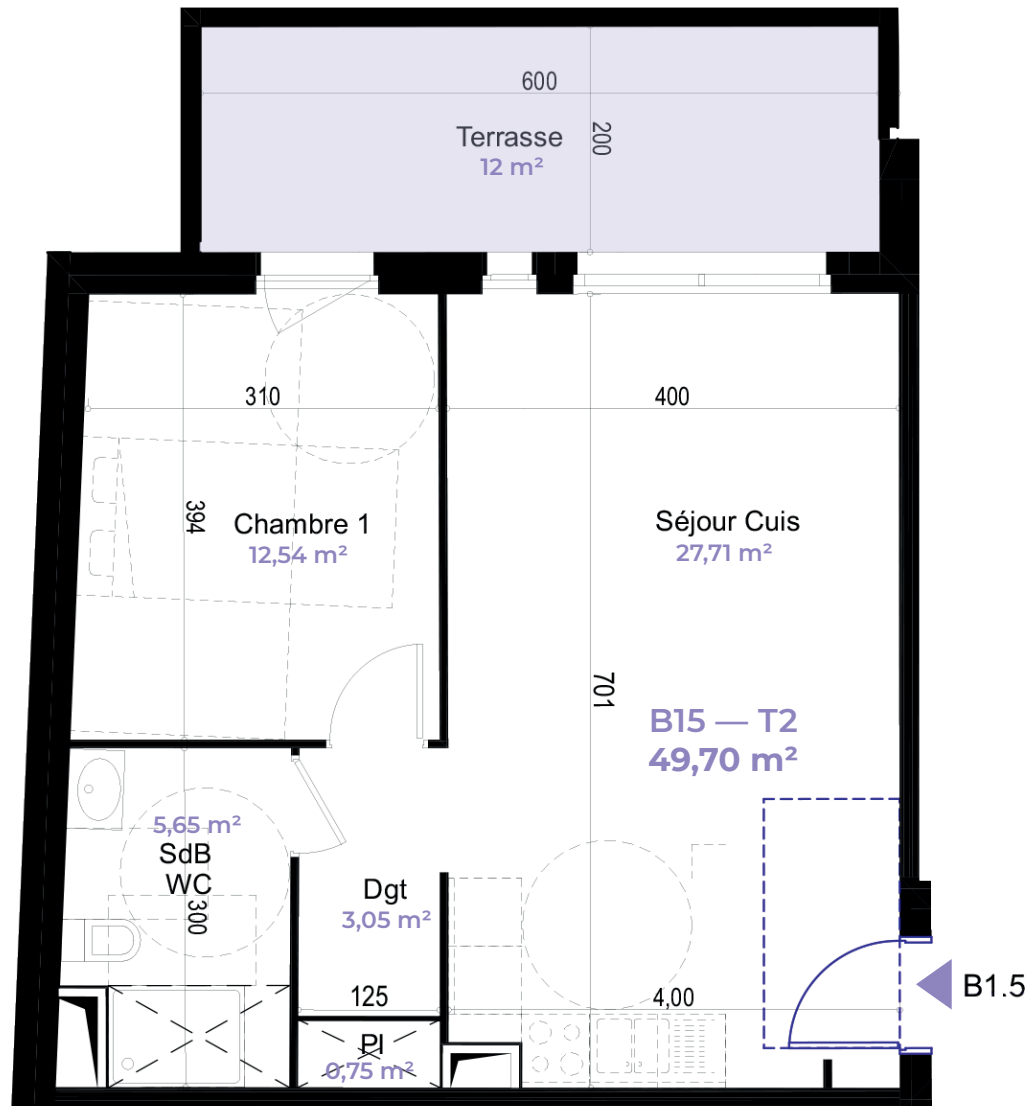 600
Terrasse
12 m²
200
310
400
394
Chambre 1
12,54 m²
Séjour Cuis
27,71 m²
701
B15 — T2
49,70 m²
5,65 m²
SdB
WC
300
Dgt
3,05 m²
125
4,00
B1.5
Pl
0,75 m²